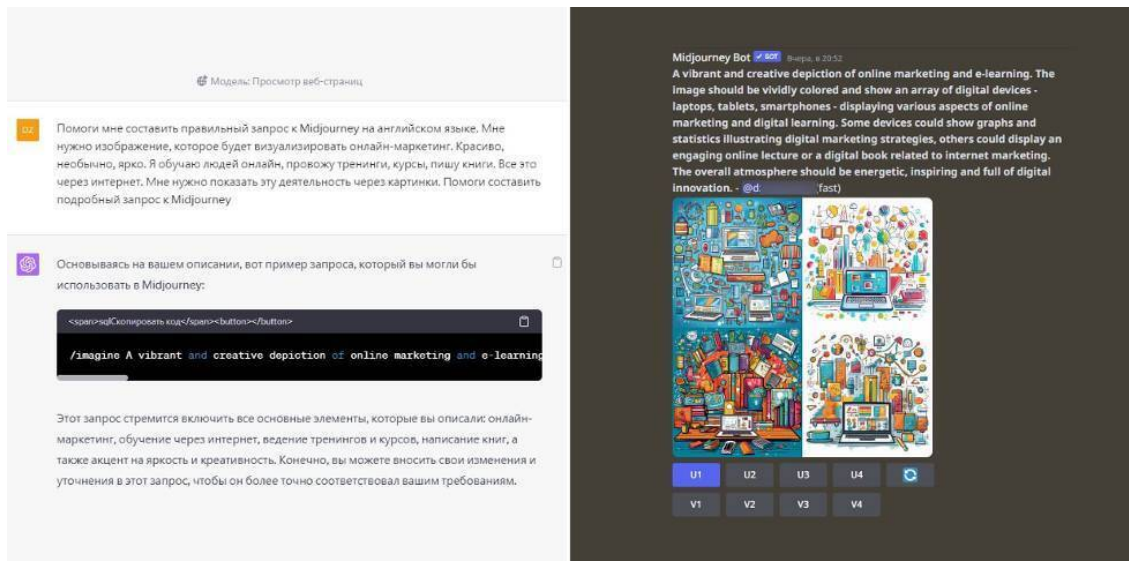 Модель: Просмотр веб-страниц
DZ
Помоги мне составить правильный запрос к Midjourney на английском языке. Мне
нужно изображение, которое будет визуализировать онлайн-маркетинг. Красиво,
необычно, ярко. Я обучаю людей онлайн, провожу тренинги, курсы, пишу книги. Все это
через интернет. Мне нужно показать эту деятельность через картинки. Помоги составить
подробный запрос к Midjourney
Основываясь на вашем описании, вот пример запроса, который вы могли бы
использовать в Midjourney:
<span>sqlСкопировать код</span><button></button>
/imagine A vibrant and creative depiction of online marketing and e-learning
Этот запрос стремится включить все основные элементы, которые вы описали: онлайн-
маркетинг, обучение через интернет, ведение тренингов и курсов, написание книг, а
также акцент на яркость и креативность. Конечно, вы можете вносить свои изменения и
уточнения в этот запрос, чтобы он более точно соответствовал вашим требованиям.
Midjourney Bot ✓ БОТ Вчера, в 20:52
A vibrant and creative depiction of online marketing and e-learning. The
image should be vividly colored and show an array of digital devices -
laptops, tablets, smartphones - displaying various aspects of online
marketing and digital learning. Some devices could show graphs and
statistics illustrating digital marketing strategies, others could display an
engaging online lecture or a digital book related to internet marketing.
The overall atmosphere should be energetic, inspiring and full of digital
innovation. - @d (fast)
U1 U2 U3 U4
V1 V2 V3 V4